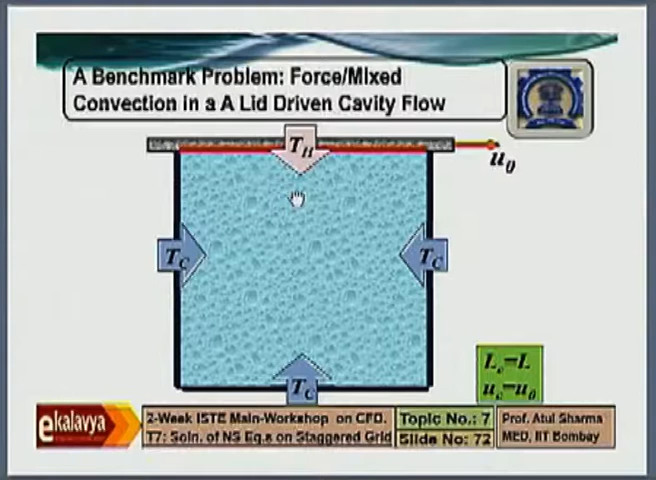 A Benchmark Problem: Force/Mixed
Convection in a A Lid Driven Cavity Flow
T_H
u_0
T_C
T_C
T_C
L_c=L
u_c=u_0
ekalavya
2-Week ISTE Main-Workshop on CFD.
T7: Soln. of NS Eq.s on Staggered Grid
Topic No.: 7
Slide No: 72
Prof. Atul Sharma
MED, IIT Bombay